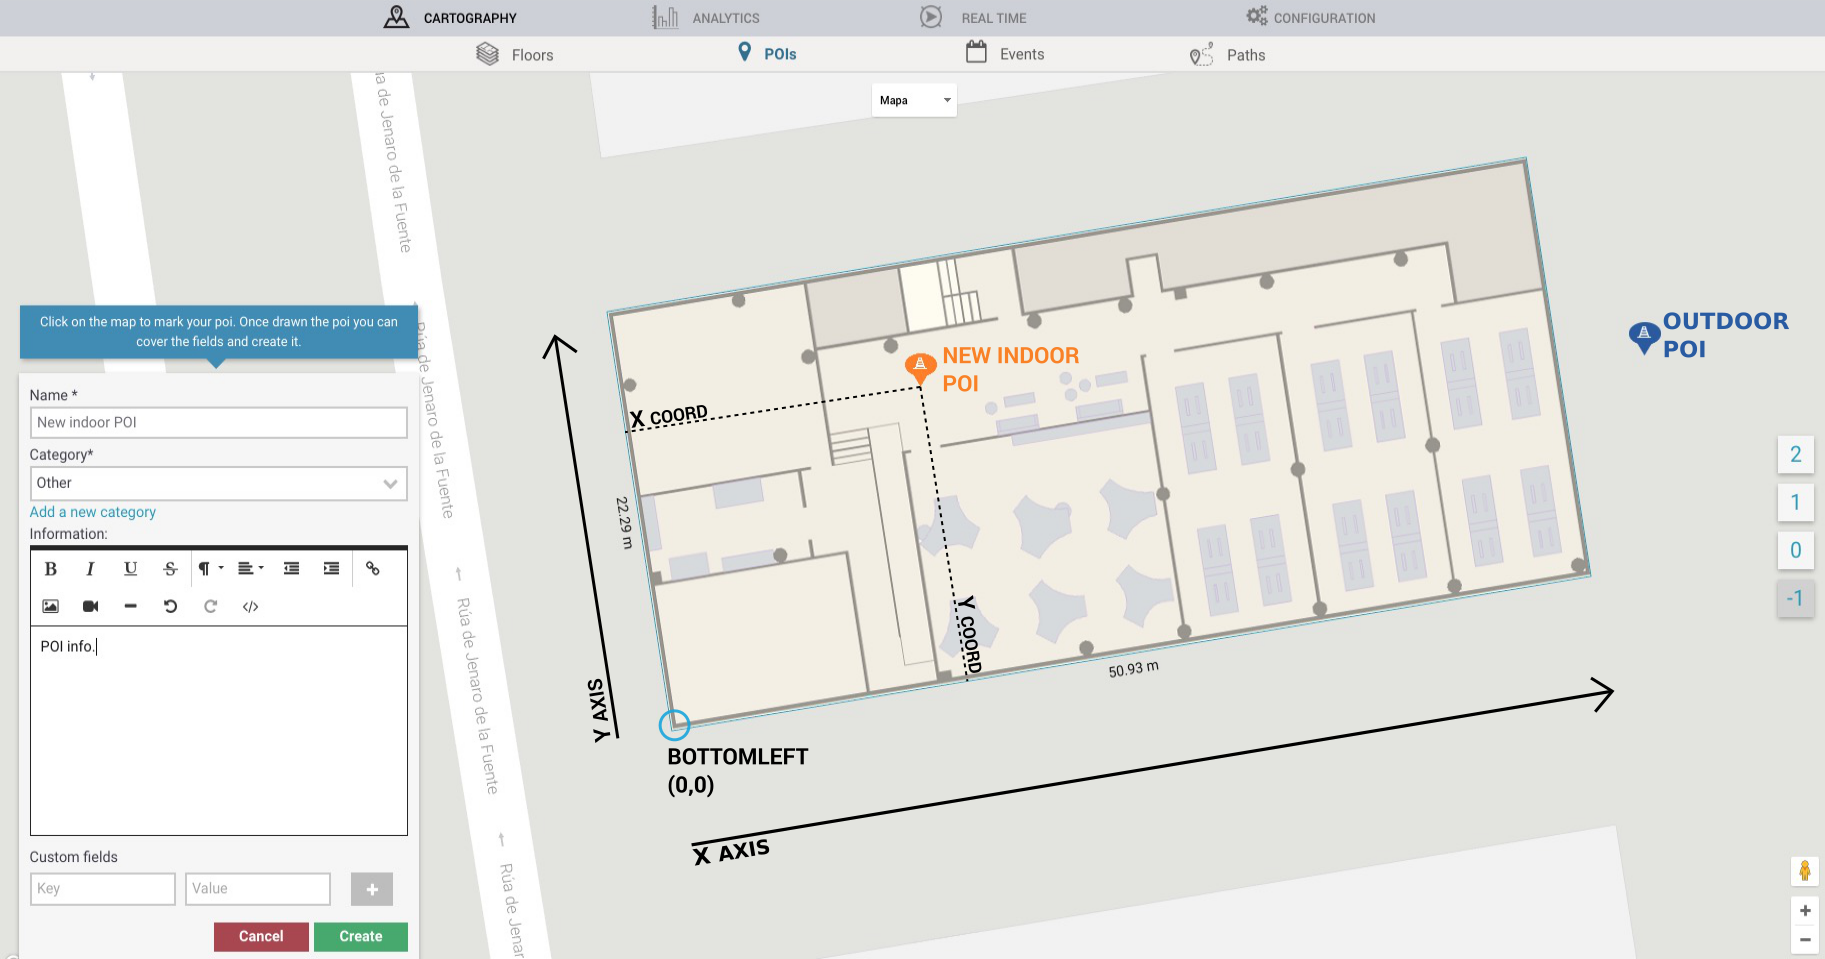 CARTOGRAPHY
ANALYTICS
REAL TIME
CONFIGURATION
Floors
POIs
Events
Paths
Mapa
Rúa de Jenaro de la Fuente
Rúa de Jenaro de la Fuente
Rúa de Jenaro de la Fuente
Rúa de Jenar
Click on the map to mark your poi. Once drawn the poi you can
cover the fields and create it.
Name *
New indoor POI
Category*
Other
Add a new category
Information:
B I U S ¶
</>
POI info.
Custom fields
Key
Value
+
Cancel
Create
OUTDOOR
POI
NEW INDOOR
POI
X COORD
Y COORD
22.29 m
50.93 m
Y AXIS
BOTTOMLEFT
(0,0)
X AXIS
2
1
0
-1
+
−